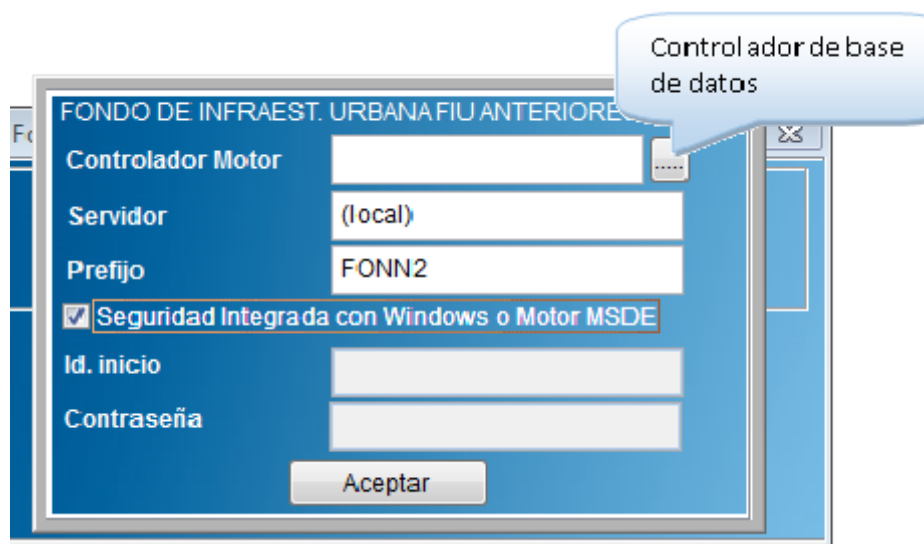 Controlador de base
de datos
FONDO DE INFRAEST. URBANA FIU ANTERIORE
Controlador Motor
.....
Servidor
(local)
Prefijo
FONN2
Seguridad Integrada con Windows o Motor MSDE
Id. inicio
Contraseña
Aceptar